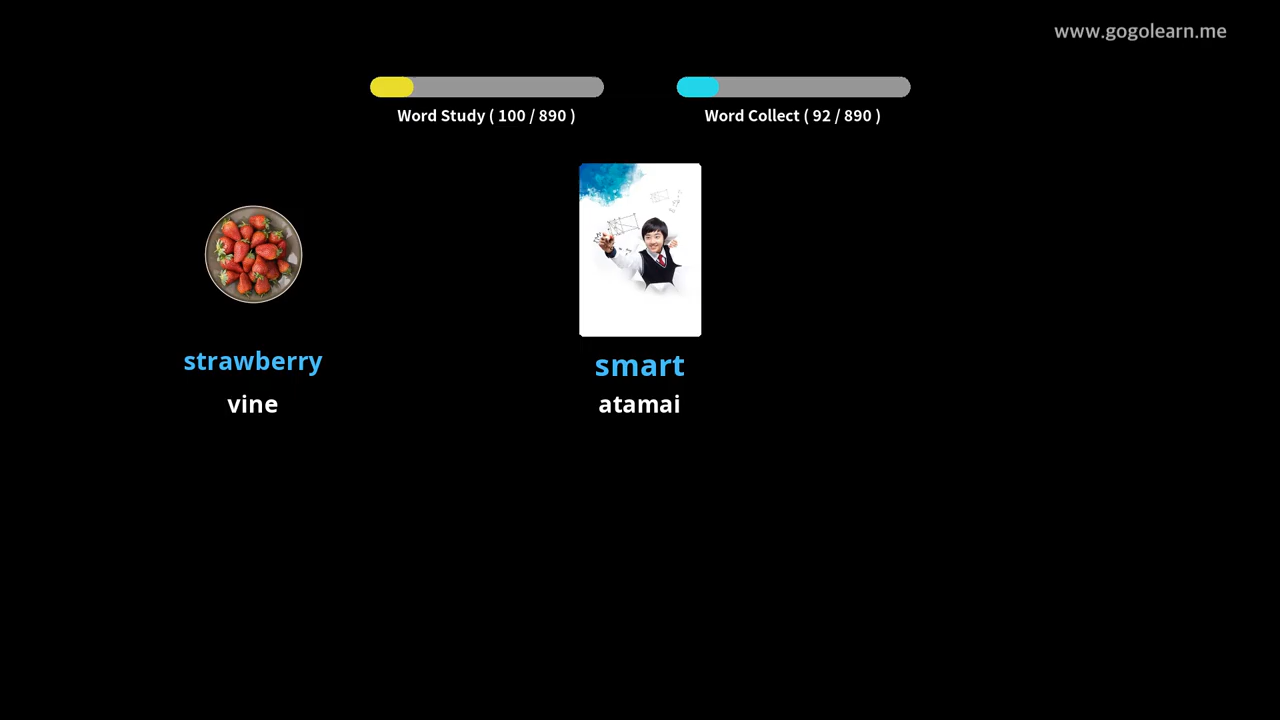 www.gogolearn.me
Word Study ( 100 / 890 )
Word Collect ( 92 / 890 )
strawberry
vine
smart
atamai